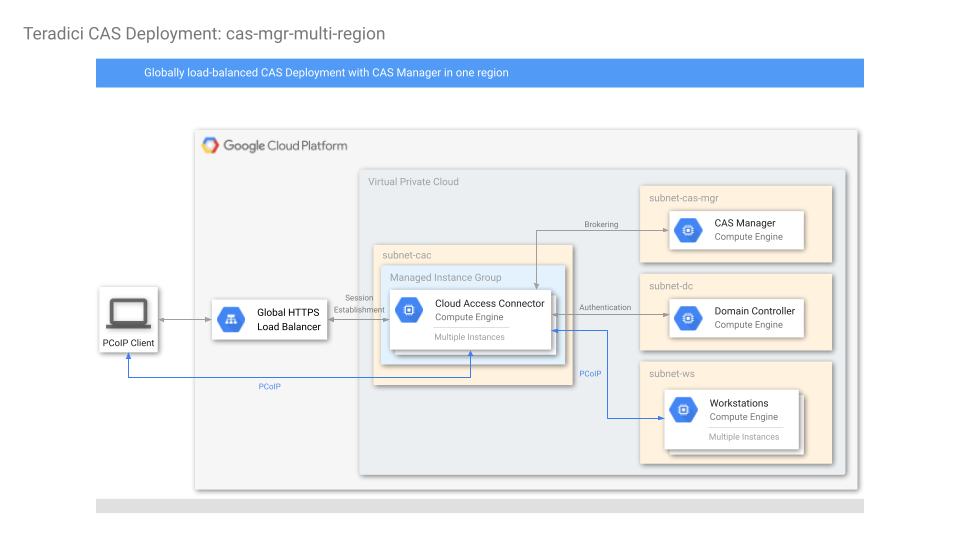 Teradici CAS Deployment: cas-mgr-multi-region
Globally load-balanced CAS Deployment with CAS Manager in one region
Google Cloud Platform
Virtual Private Cloud
subnet-cas-mgr
CAS Manager
Compute Engine
Brokering
subnet-cac
Managed Instance Group
Cloud Access Connector
Compute Engine
Multiple Instances
Session
Establishment
Authentication
subnet-dc
Domain Controller
Compute Engine
Global HTTPS
Load Balancer
PCoIP Client
PCoIP
PCoIP
subnet-ws
Workstations
Compute Engine
Multiple Instances